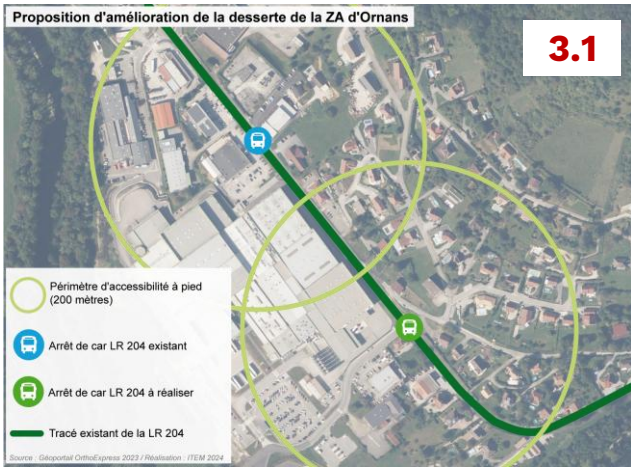 Proposition d'amélioration de la desserte de la ZA d'Ornans
3.1
Périmètre d'accessibilité à pied
(200 mètres)
Arrêt de car LR 204 existant
Arrêt de car LR 204 à réaliser
Tracé existant de la LR 204
Source : Géoportail OrthoExpress 2023 / Réalisation : ITEM 2024